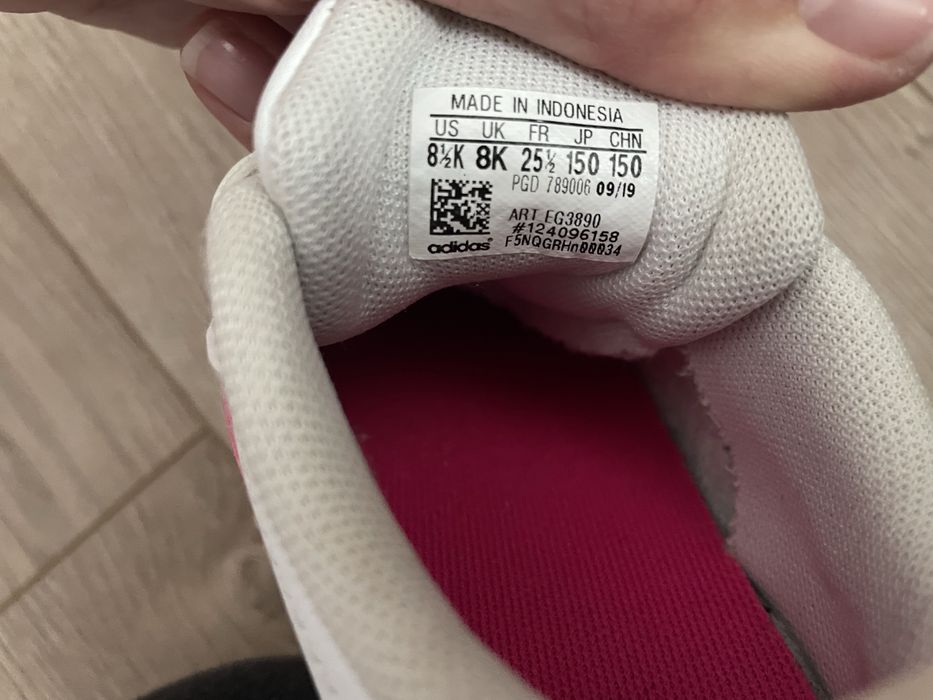 MADE IN INDONESIA
US UK FR JP CHN
8½K 8K 25½ 150 150
PGD 789006 09/19
ART EG3890
#124096158
adidas® F5NQGRHn00034